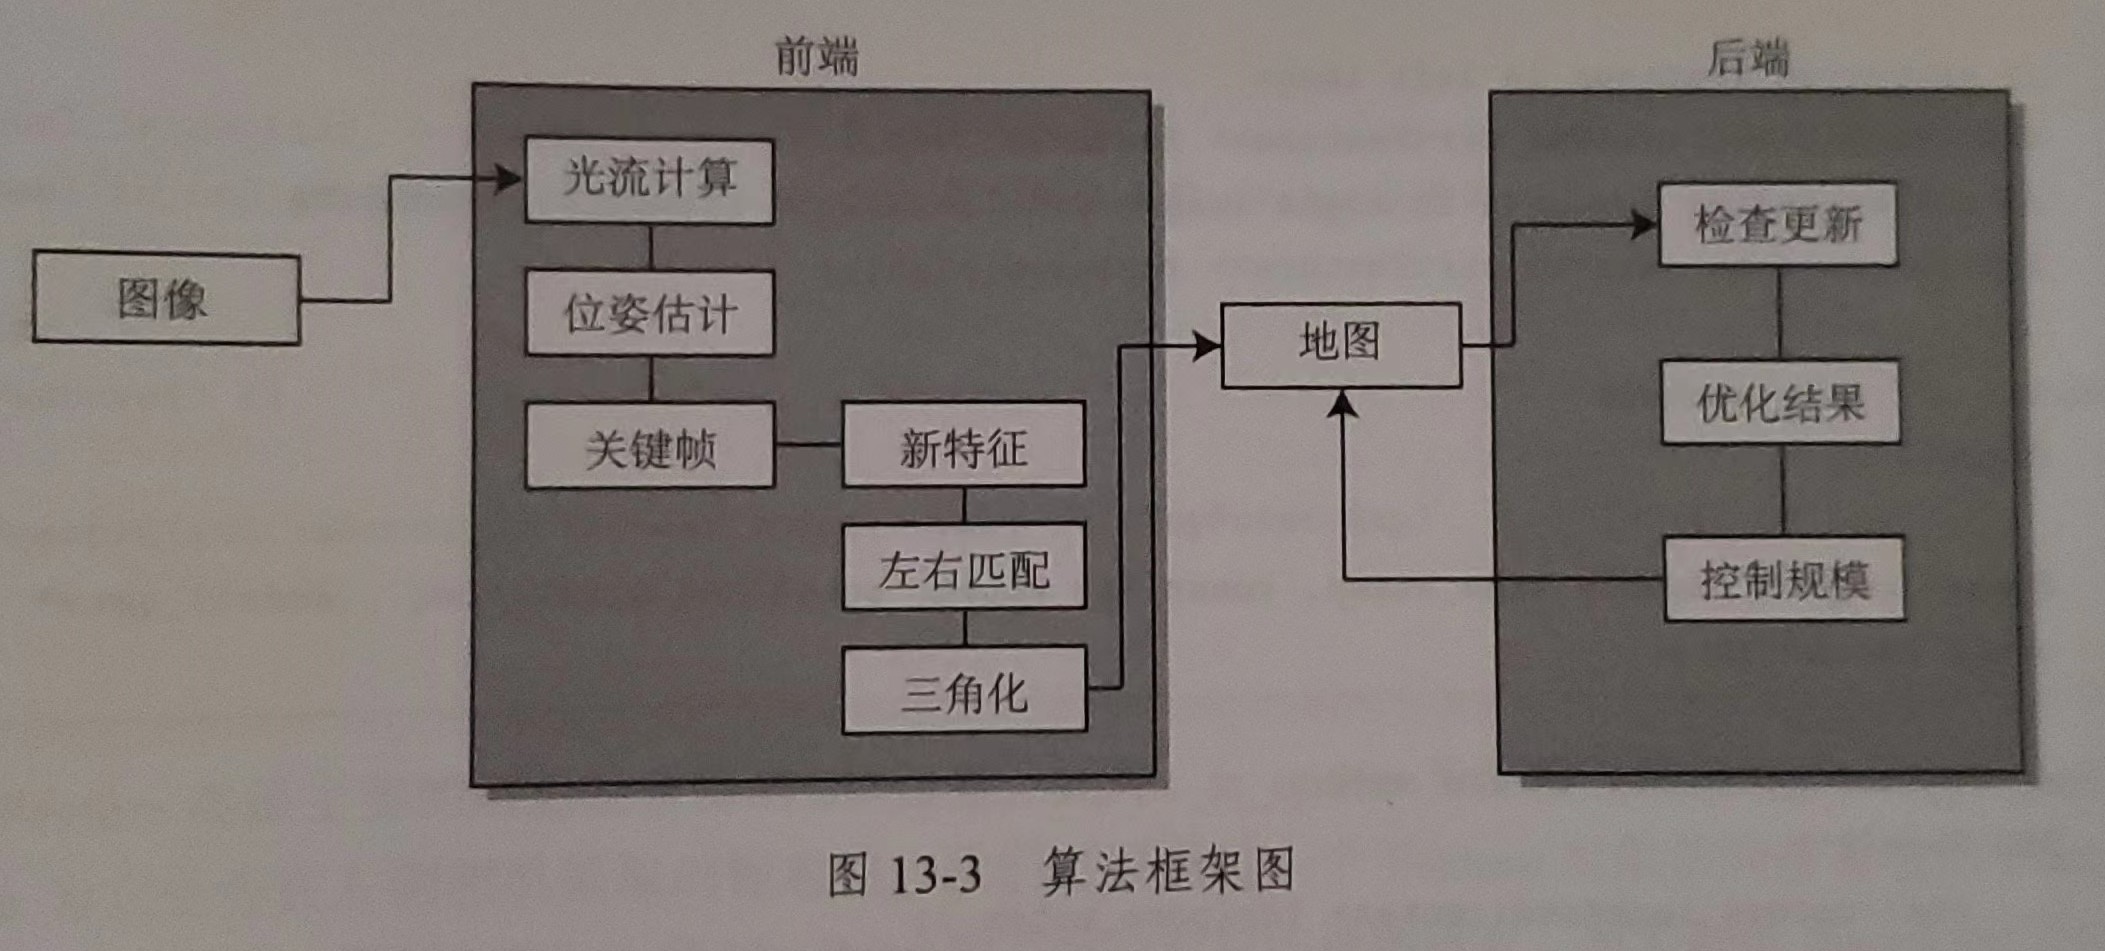 前端
后端
图像
光流计算
位姿估计
关键帧
新特征
左右匹配
三角化
地图
检查更新
优化结果
控制规模
图 13-3 算法框架图